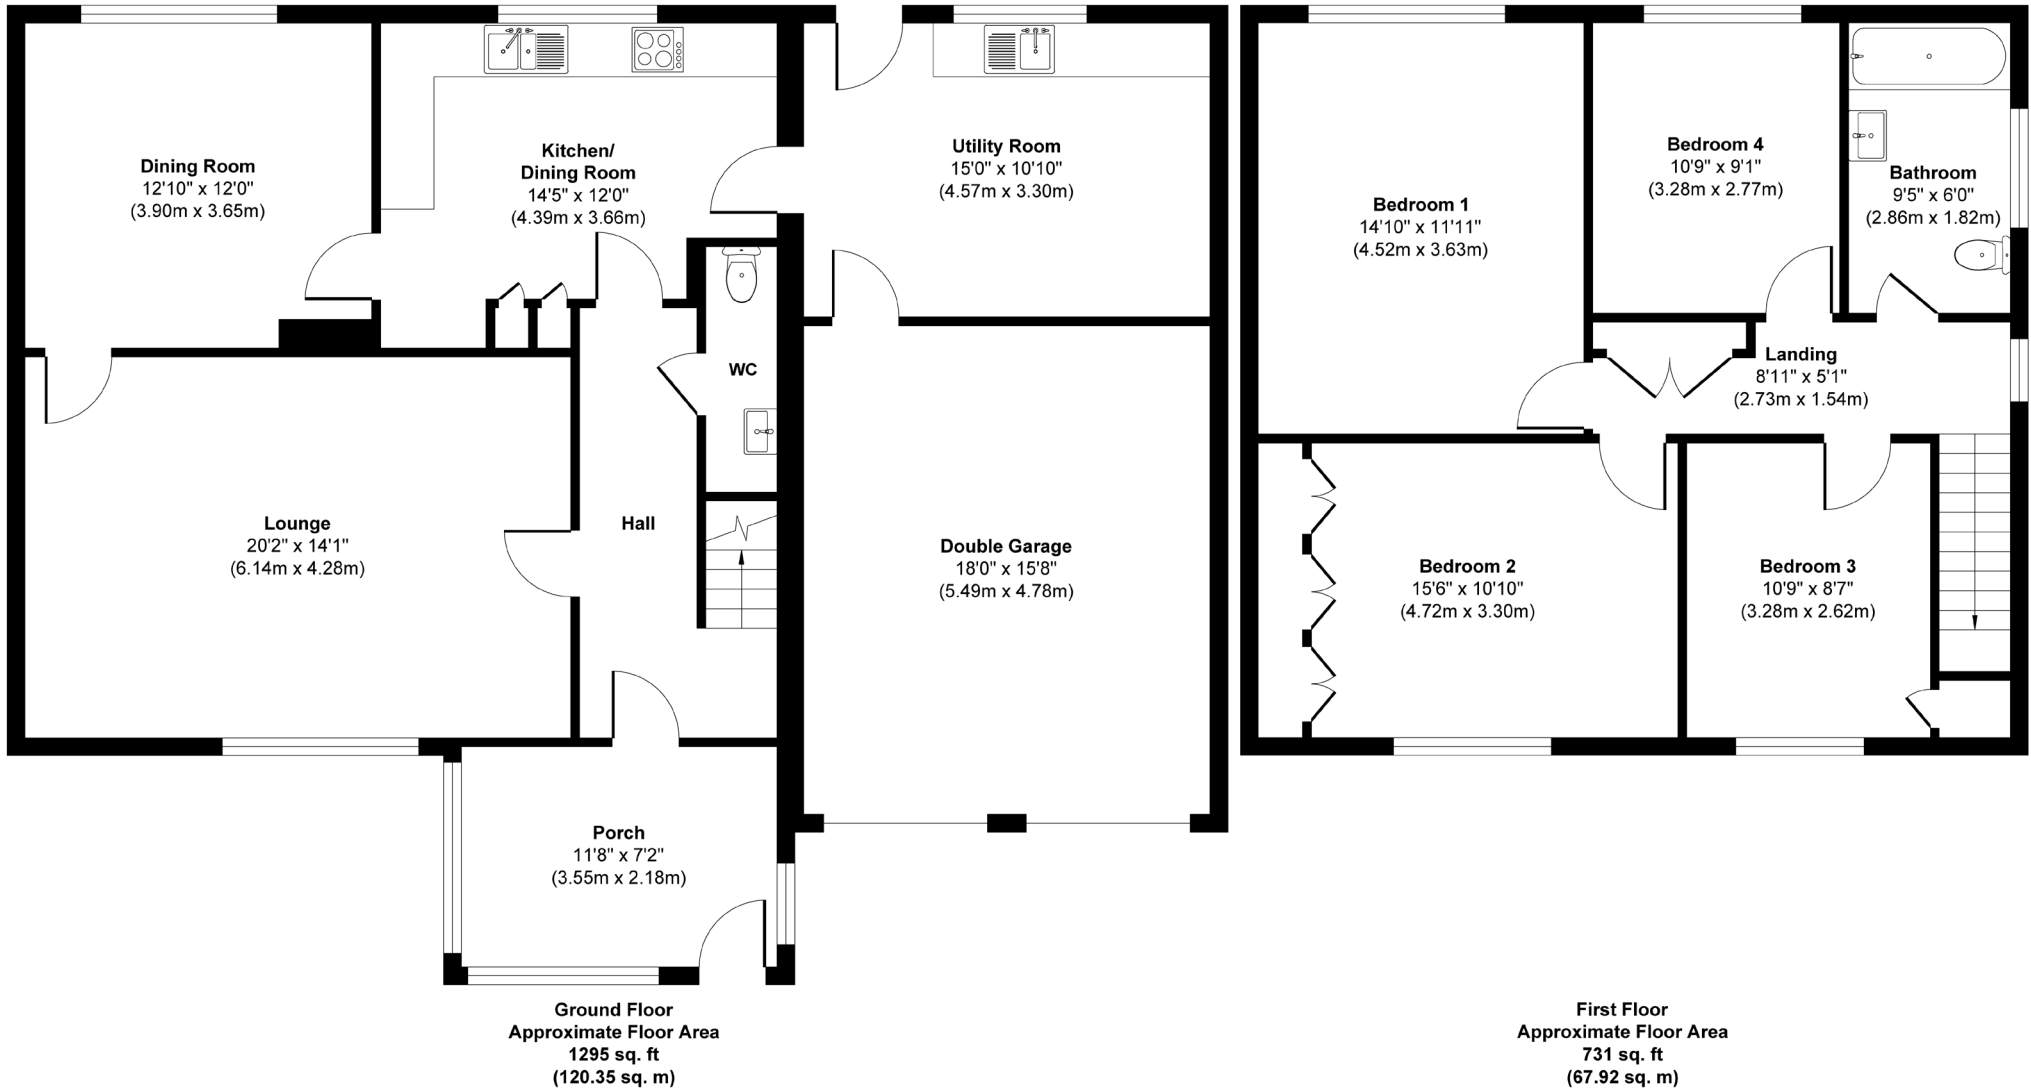 Dining Room
12'10" x 12'0"
(3.90m x 3.65m)
Kitchen/
Dining Room
14'5" x 12'0"
(4.39m x 3.66m)
Utility Room
15'0" x 10'10"
(4.57m x 3.30m)
WC
Lounge
20'2" x 14'1"
(6.14m x 4.28m)
Hall
Double Garage
18'0" x 15'8"
(5.49m x 4.78m)
Porch
11'8" x 7'2"
(3.55m x 2.18m)
Ground Floor
Approximate Floor Area
1295 sq. ft
(120.35 sq. m)
Bedroom 1
14'10" x 11'11"
(4.52m x 3.63m)
Bedroom 4
10'9" x 9'1"
(3.28m x 2.77m)
Bathroom
9'5" x 6'0"
(2.86m x 1.82m)
Landing
8'11" x 5'1"
(2.73m x 1.54m)
Bedroom 2
15'6" x 10'10"
(4.72m x 3.30m)
Bedroom 3
10'9" x 8'7"
(3.28m x 2.62m)
First Floor
Approximate Floor Area
731 sq. ft
(67.92 sq. m)